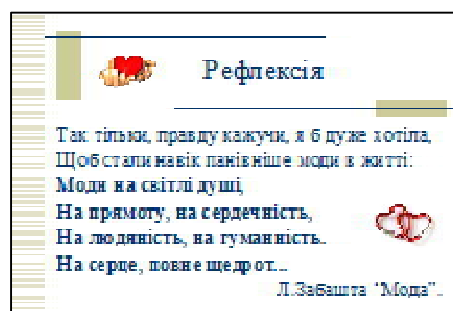 Рефлексія
Так тільки, правду кажучи, я б дуже хотіла,
Щоб стали навік панівніше моди в житті:
Моди на світлі душі,
На прямоту, на сердечність,
На людяність, на гуманність..
На серце, повне щедрот...
Л.Забашта “Мода”..